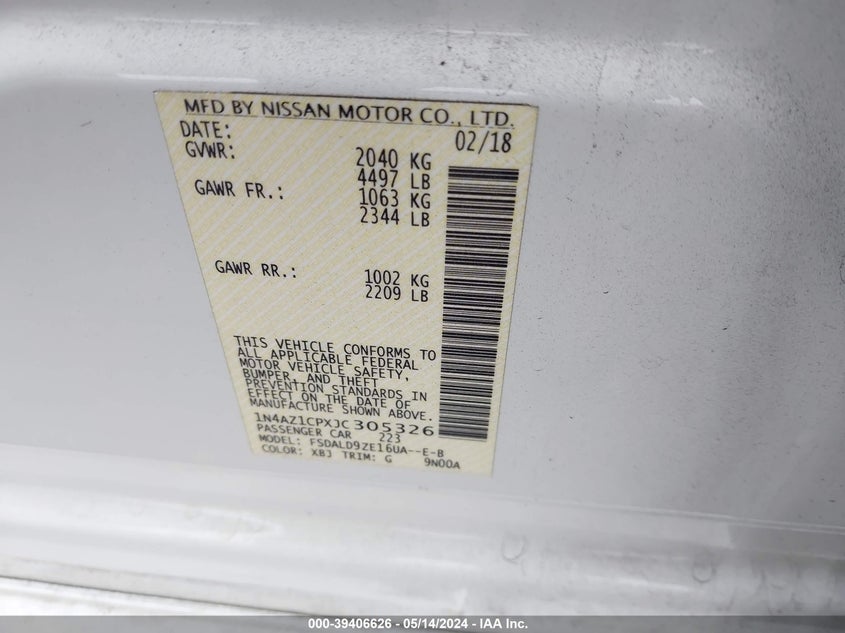 MFD BY NISSAN MOTOR CO., LTD.
DATE: 02/18
GVWR: 2040 KG
4497 LB
GAWR FR.: 1063 KG
2344 LB
GAWR RR.: 1002 KG
2209 LB
THIS VEHICLE CONFORMS TO
ALL APPLICABLE FEDERAL
MOTOR VEHICLE SAFETY,
BUMPER, AND THEFT
PREVENTION STANDARDS IN
EFFECT ON THE DATE OF
MANUFACTURE SHOWN ABOVE.
1N4AZ1CPXJC305326
PASSENGER CAR 223
MODEL: FSDALD9ZE16UA--E-B
COLOR: XBJ TRIM: G 9N00A
000-39406626 - 05/14/2024 - IAA Inc.